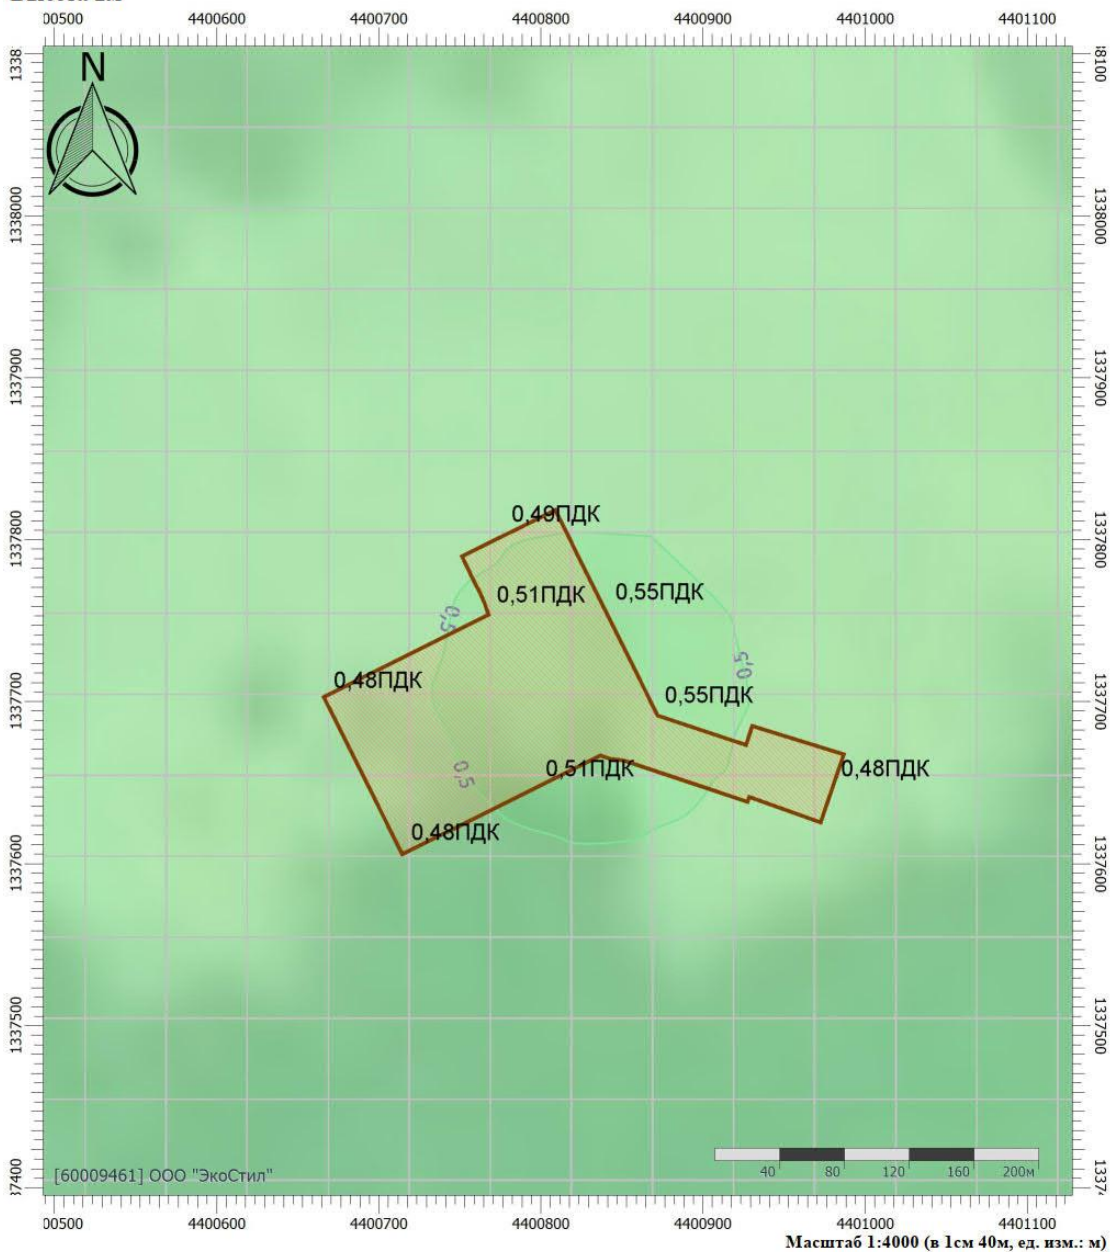 00500 4400600 4400700 4400800 4400900 4401000 4401100
N
1338000 1338000
1337900 1337900
1337800 1337800
0,49ПДК
0,51ПДК 0,55ПДК
0,5
0,5
0,48ПДК
1337700 0,55ПДК 1337700
0,5 0,51ПДК 0,48ПДК
0,48ПДК
1337600 1337600
1337500 1337500
40 80 120 160 200м
[60009461] ООО "ЭкоСтил"
00500 4400600 4400700 4400800 4400900 4401000 4401100
Масштаб 1:4000 (в 1см 40м, ед. изм.: м)